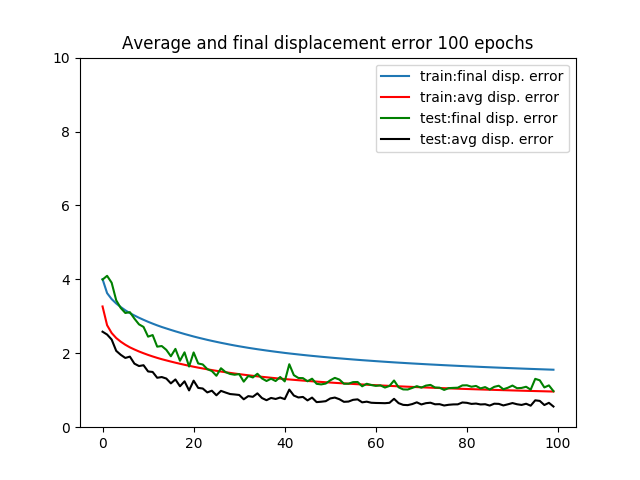 Average and final displacement error 100 epochs
10
8
6
4
2
0
train:final disp. error
train:avg disp. error
test:final disp. error
test:avg disp. error
0 20 40 60 80 100